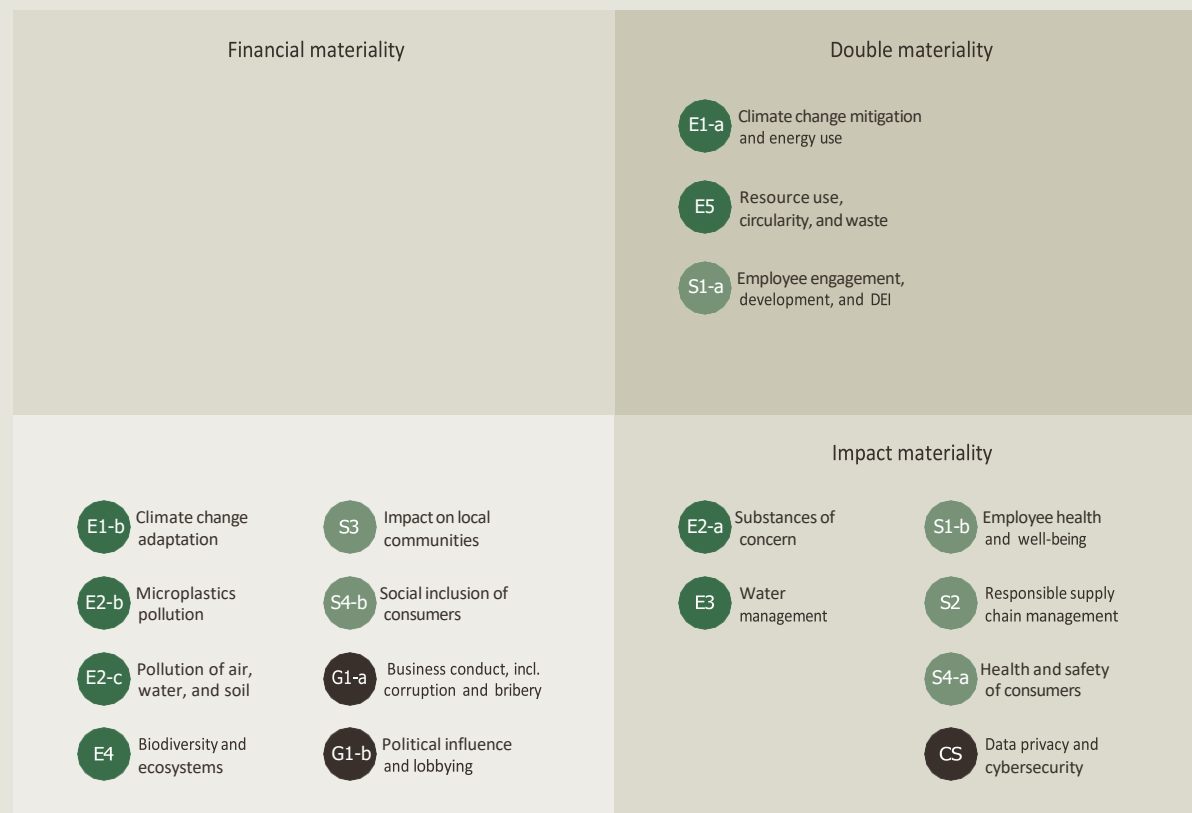 Financial materiality
Double materiality
E1-a
Climate change mitigation
and energy use
E5
Resource use,
circularity, and waste
S1-a
Employee engagement,
development, and DEI
E1-b
Climate change
adaptation
E2-b
Microplastics
pollution
E2-c
Pollution of air,
water, and soil
E4
Biodiversity and
ecosystems
S3
Impact on local
communities
S4-b
Social inclusion of
consumers
G1-a
Business conduct, incl.
corruption and bribery
G1-b
Political influence
and lobbying
Impact materiality
E2-a
Substances of
concern
E3
Water
management
S1-b
Employee health
and well-being
S2
Responsible supply
chain management
S4-a
Health and safety
of consumers
CS
Data privacy and
cybersecurity